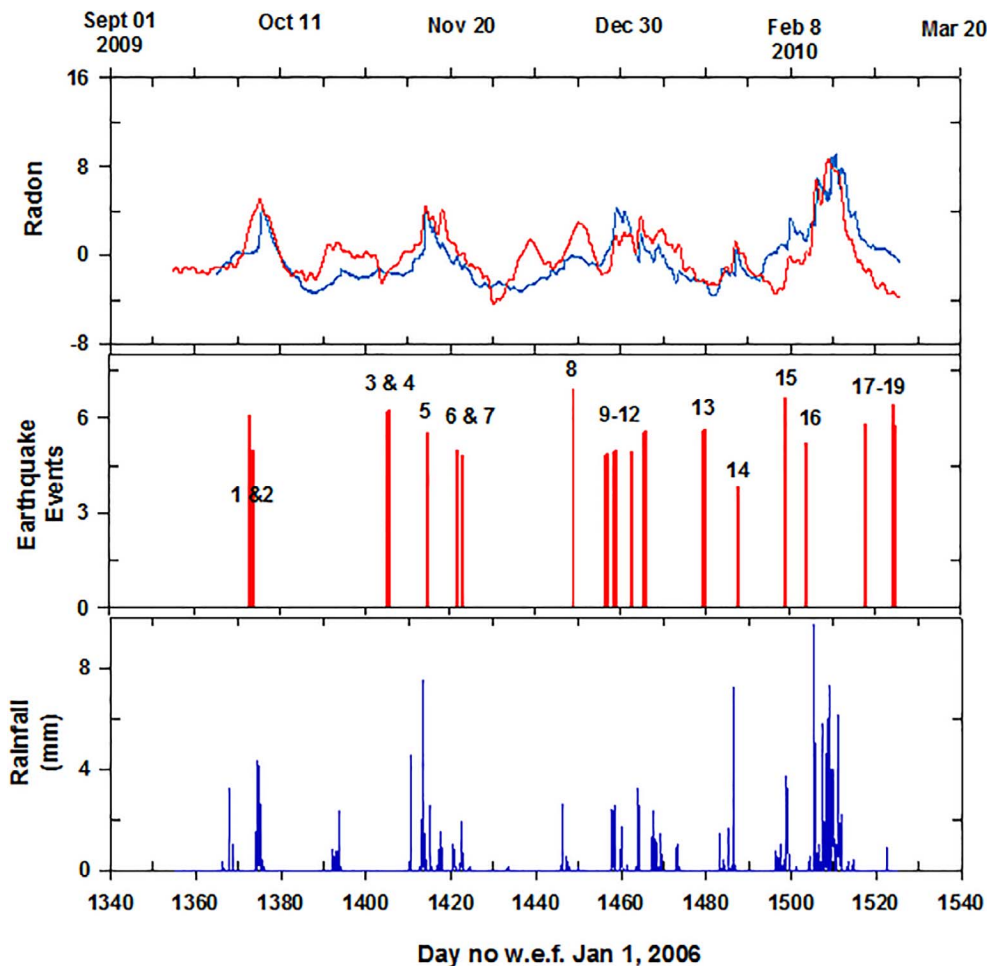 Sept 01 Oct 11 Nov 20 Dec 30 Feb 8 Mar 20
2009 2010
16
8
0
-8
Radon
3 & 4 8 15 17-19
5 6 & 7 9-12 13 16
14
1 &2
6
3
0
Earthquake
Events
8
4
0
Rainfall
(mm)
1340 1360 1380 1400 1420 1440 1460 1480 1500 1520 1540
Day no w.e.f. Jan 1, 2006